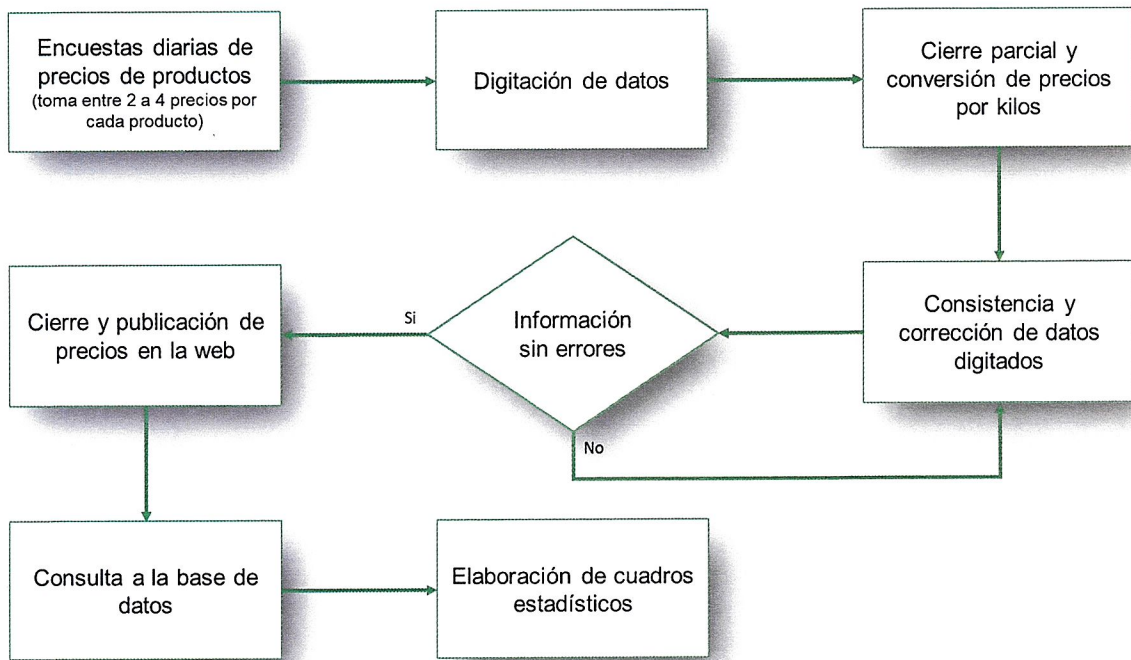 Encuestas diarias de
precios de productos
(toma entre 2 a 4 precios por
cada producto)
Digitación de datos
Cierre parcial y
conversión de precios
por kilos
Consistencia y
corrección de datos
digitados
Información
sin errores
Si
No
Cierre y publicación de
precios en la web
Consulta a la base de
datos
Elaboración de cuadros
estadísticos